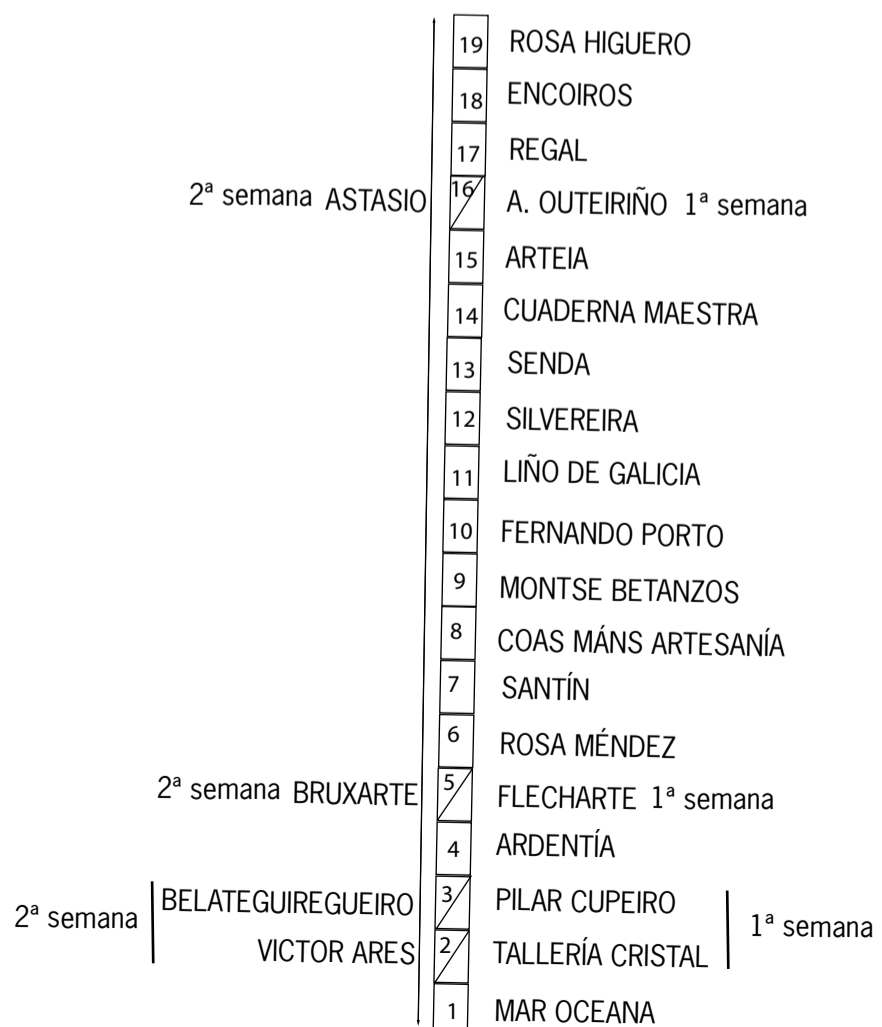 19 ROSA HIGUERO
18 ENCOIROS
17 REGAL
2ª semana ASTASIO 16 A. OUTEIRIÑO 1ª semana
15 ARTEIA
14 CUADERNA MAESTRA
13 SENDA
12 SILVEREIRA
11 LIÑO DE GALICIA
10 FERNANDO PORTO
9 MONTSE BETANZOS
8 COAS MÁNS ARTESANÍA
7 SANTÍN
6 ROSA MÉNDEZ
2ª semana BRUXARTE 5 FLECHARTE 1ª semana
4 ARDENTÍA
BELATEGUIREGUEIRO 3 PILAR CUPEIRO
2ª semana 1ª semana
VICTOR ARES 2 TALLERÍA CRISTAL
1 MAR OCEANA